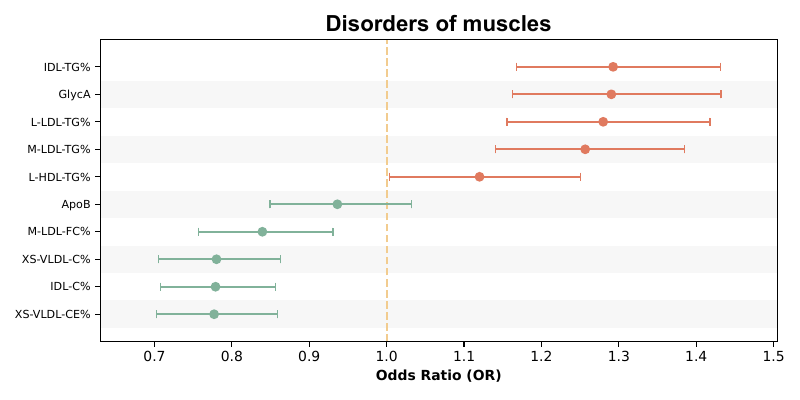 Disorders of muscles
IDL-TG%
GlycA
L-LDL-TG%
M-LDL-TG%
L-HDL-TG%
ApoB
M-LDL-FC%
XS-VLDL-C%
IDL-C%
XS-VLDL-CE%
0.7 0.8 0.9 1.0 1.1 1.2 1.3 1.4 1.5
Odds Ratio (OR)